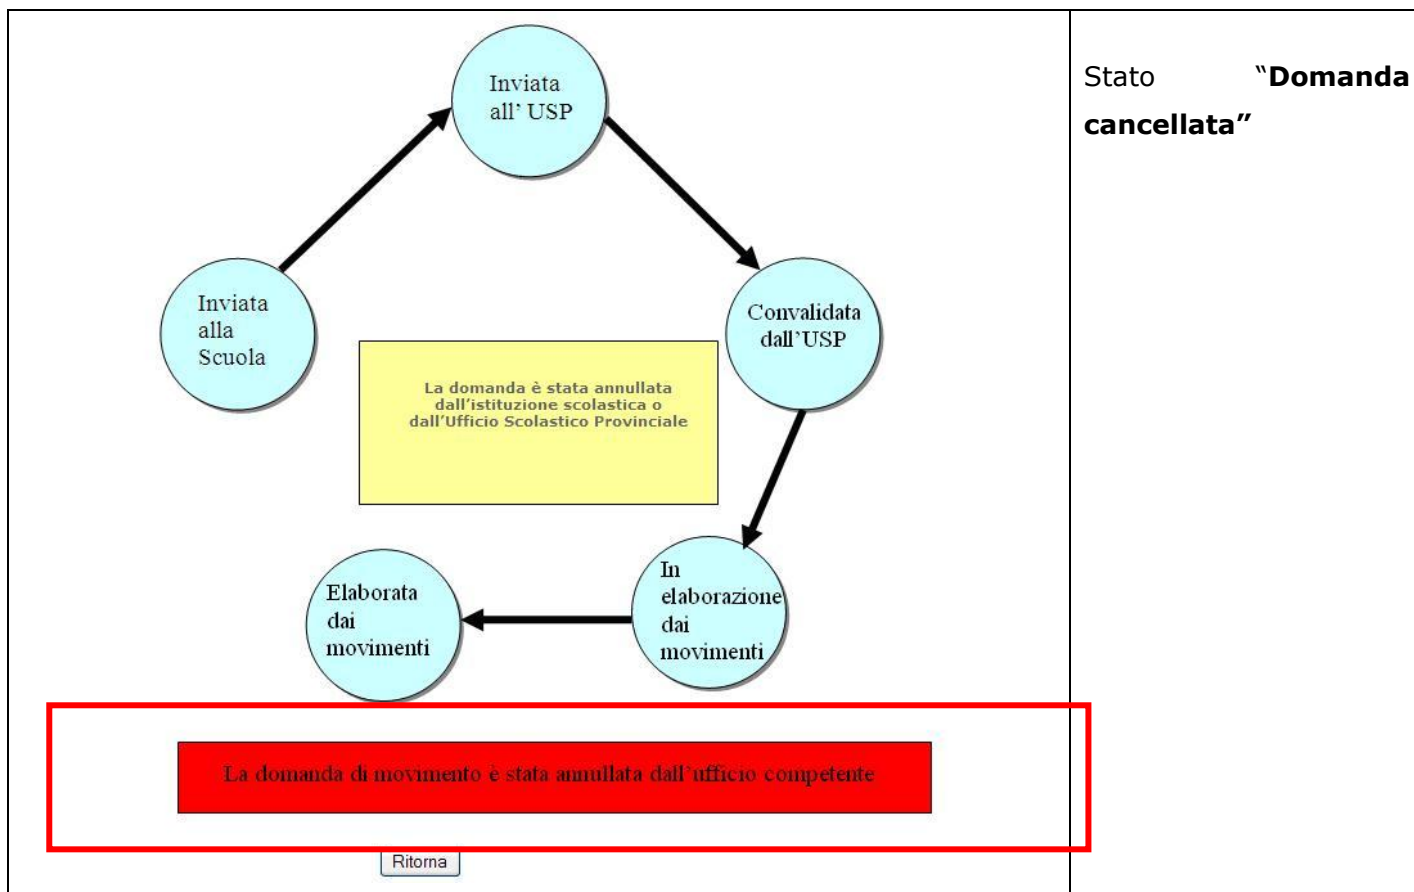 Inviata
all' USP
Stato "Domanda
cancellata"
Inviata
alla
Scuola
Convalidata
dall'USP
La domanda è stata annullata
dall'istituzione scolastica o
dall'Ufficio Scolastico Provinciale
In
elaborazione
dai
movimenti
Elaborata
dai
movimenti
La domanda di movimento è stata annullata dall'ufficio competente
Ritorna